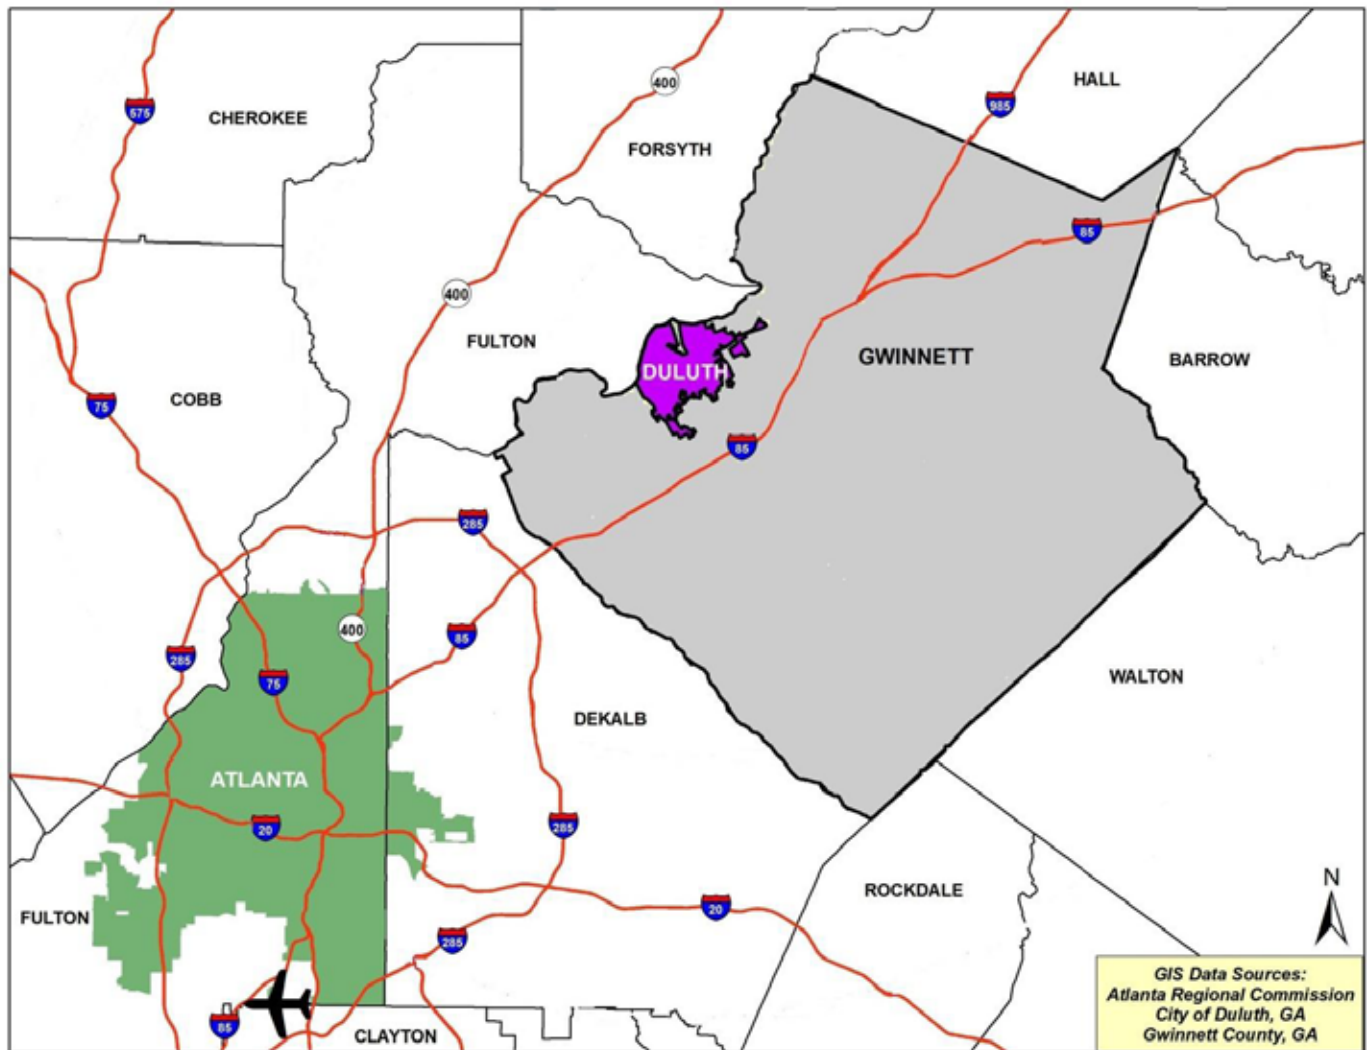 HALL
400
985
575
CHEROKEE
FORSYTH
85
400
FULTON
GWINNETT
BARROW
DULUTH
COBB
75
85
285
400
85
285
75
WALTON
DEKALB
ATLANTA
20
285
N
ROCKDALE
FULTON
20
285
85
CLAYTON
GIS Data Sources:
Atlanta Regional Commission
City of Duluth, GA
Gwinnett County, GA